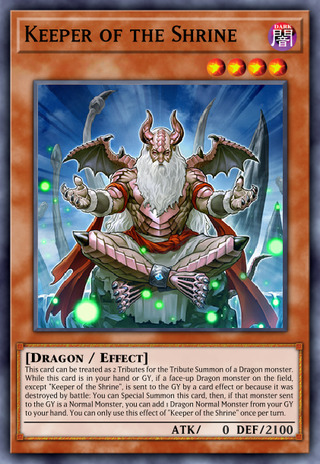 Keeper of the Shrine
DARK
闇
[Dragon / Effect]
This card can be treated as 2 Tributes for the Tribute Summon of a Dragon monster.
While this card is in your hand or GY, if a face-up Dragon monster on the field,
except "Keeper of the Shrine", is sent to the GY by a card effect or because it was
destroyed by battle: You can Special Summon this card, then, if that monster sent
to the GY is a Normal Monster, you can add 1 Dragon Normal Monster from your GY
to your hand. You can only use this effect of "Keeper of the Shrine" once per turn.
ATK/ 0 DEF/2100